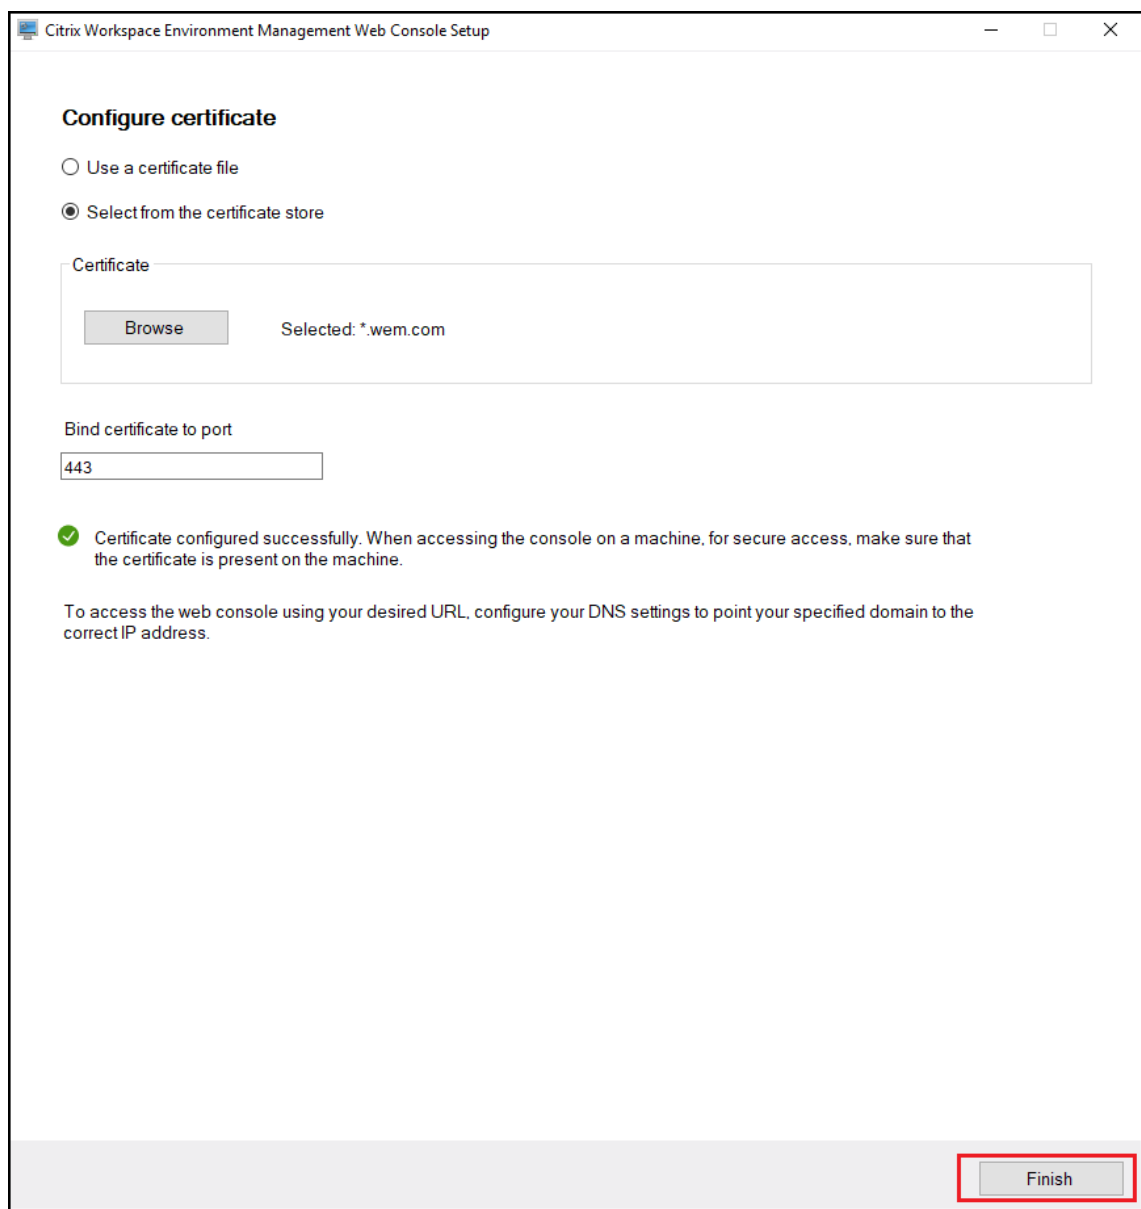 Citrix Workspace Environment Management Web Console Setup
Configure certificate
Use a certificate file
Select from the certificate store
Certificate
Browse
Selected: *.wem.com
Bind certificate to port
443
Certificate configured successfully. When accessing the console on a machine, for secure access, make sure that
the certificate is present on the machine.
To access the web console using your desired URL, configure your DNS settings to point your specified domain to the
correct IP address.
Finish